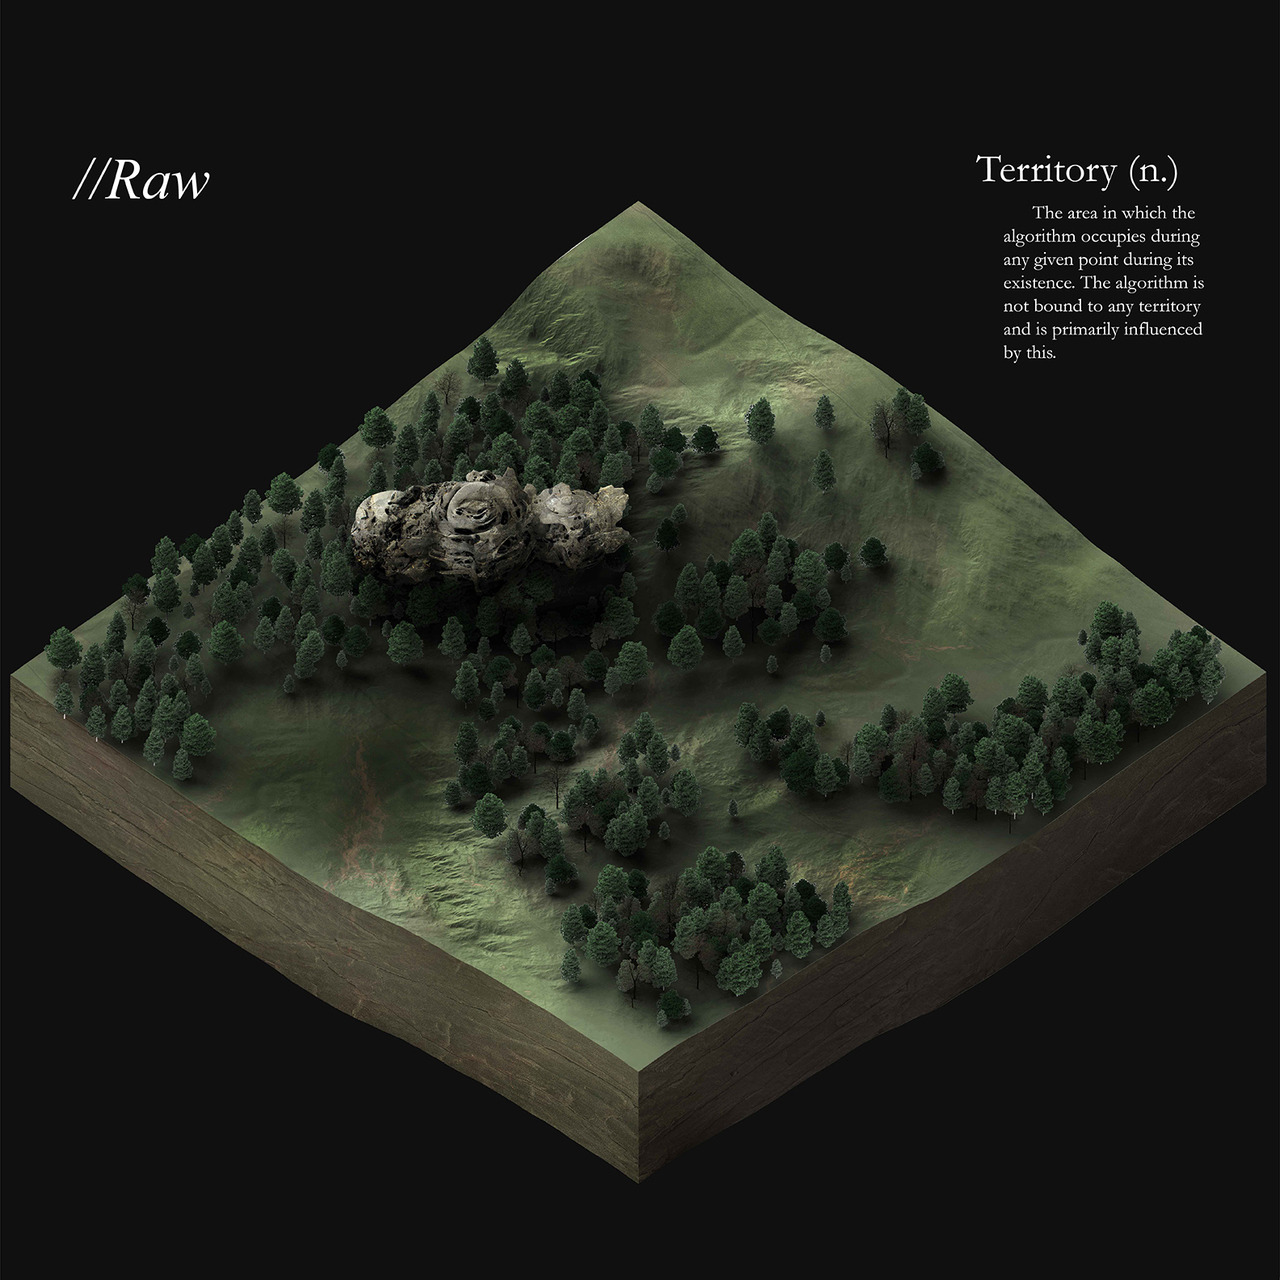 //Raw
Territory (n.)
The area in which the
algorithm occupies during
any given point during its
existence. The algorithm is
not bound to any territory
and is primarily influenced
by this.